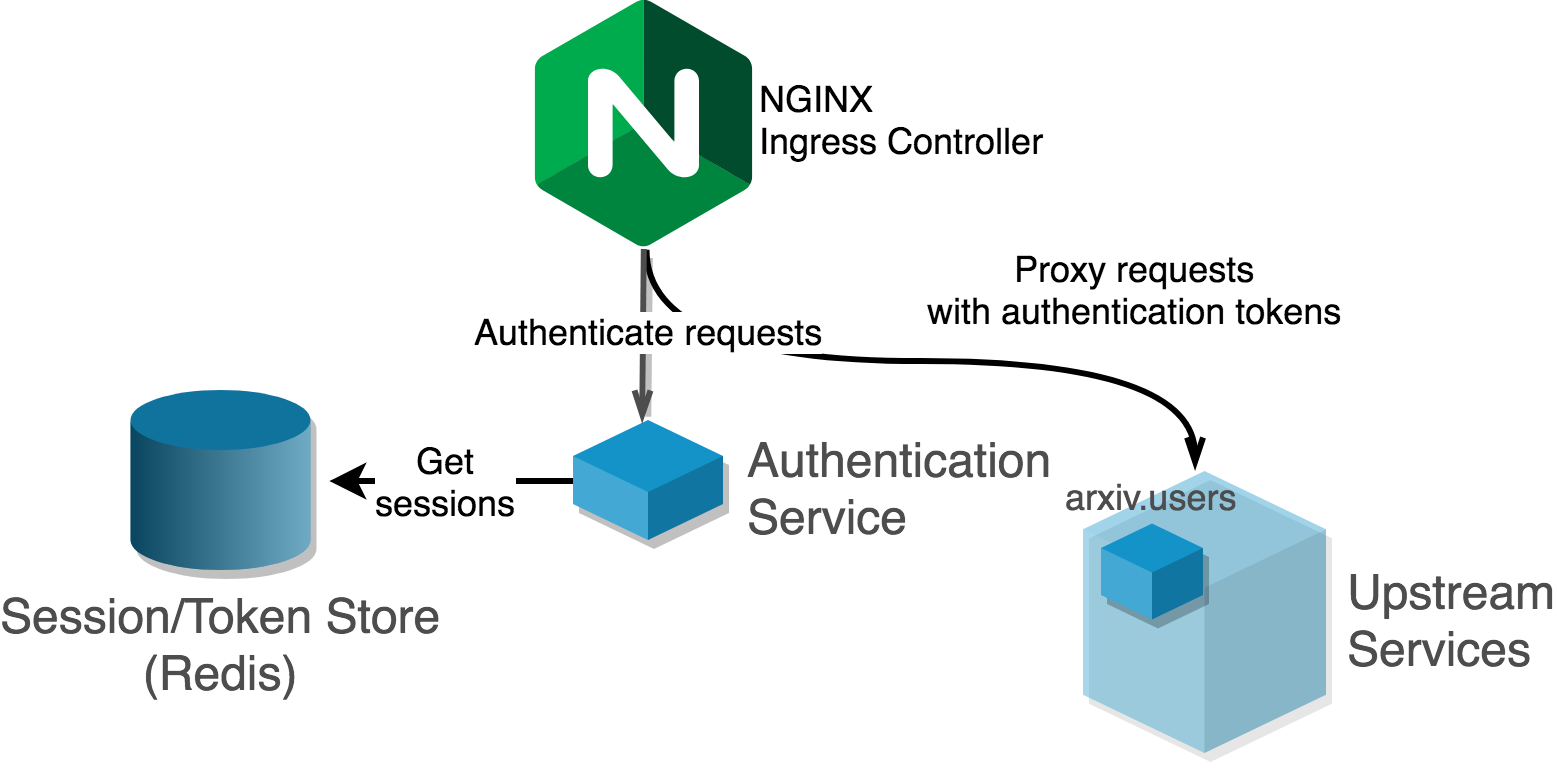 N
NGINX
Ingress Controller
Proxy requests
with authentication tokens
Authenticate requests
Get
sessions
Authentication
Service
arxiv.users
Session/Token Store
(Redis)
Upstream
Services